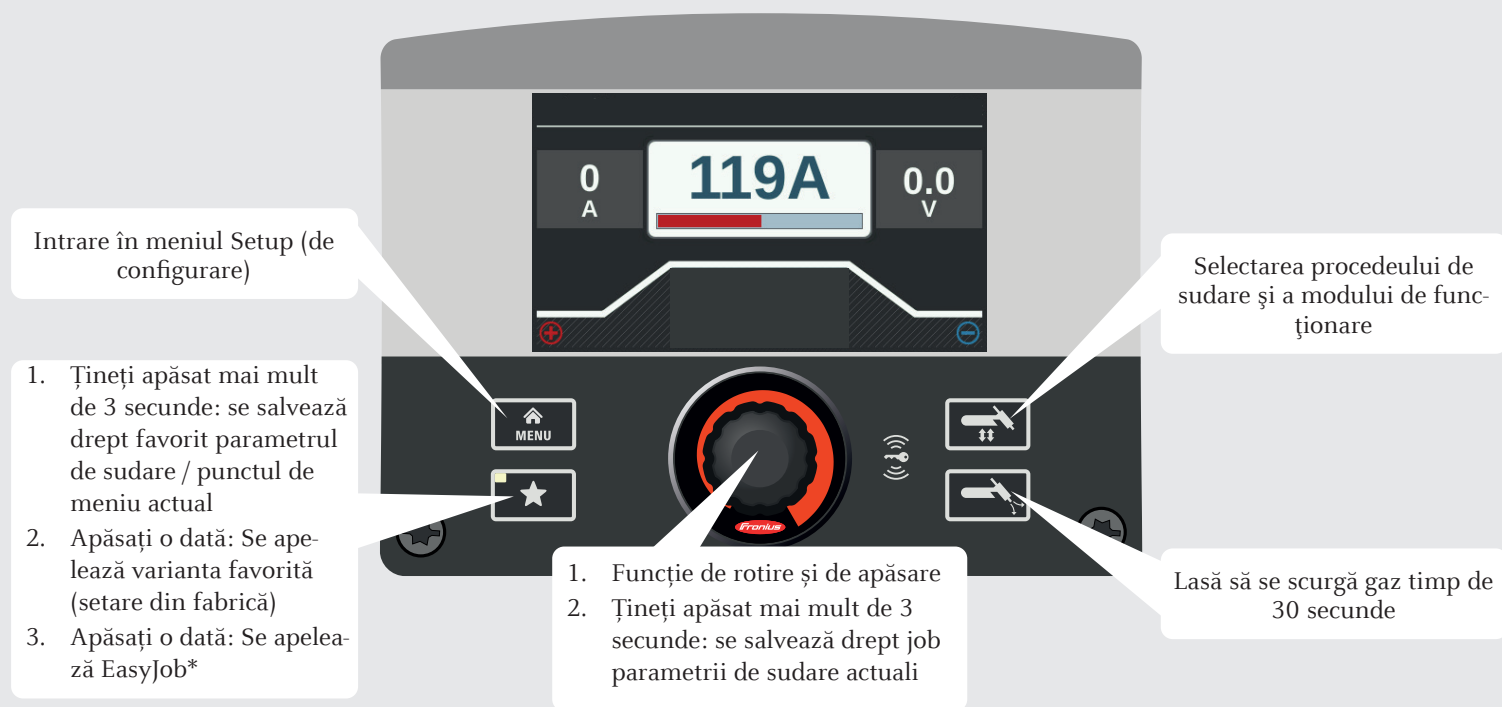 0
A
119A
0.0
V
Intrare în meniul Setup (de
configurare)
Selectarea procedeului de
sudare şi a modului de func-
ţionare
1. Țineți apăsat mai mult
de 3 secunde: se salvează
drept favorit parametrul
de sudare / punctul de
meniu actual
2. Apăsați o dată: Se ape-
lează varianta favorită
(setare din fabrică)
3. Apăsați o dată: Se apelea-
ză EasyJob*
MENU
Fronius
1. Funcție de rotire și de apăsare
2. Țineți apăsat mai mult de 3
secunde: se salvează drept job
parametrii de sudare actuali
Lasă să se scurgă gaz timp de
30 secunde